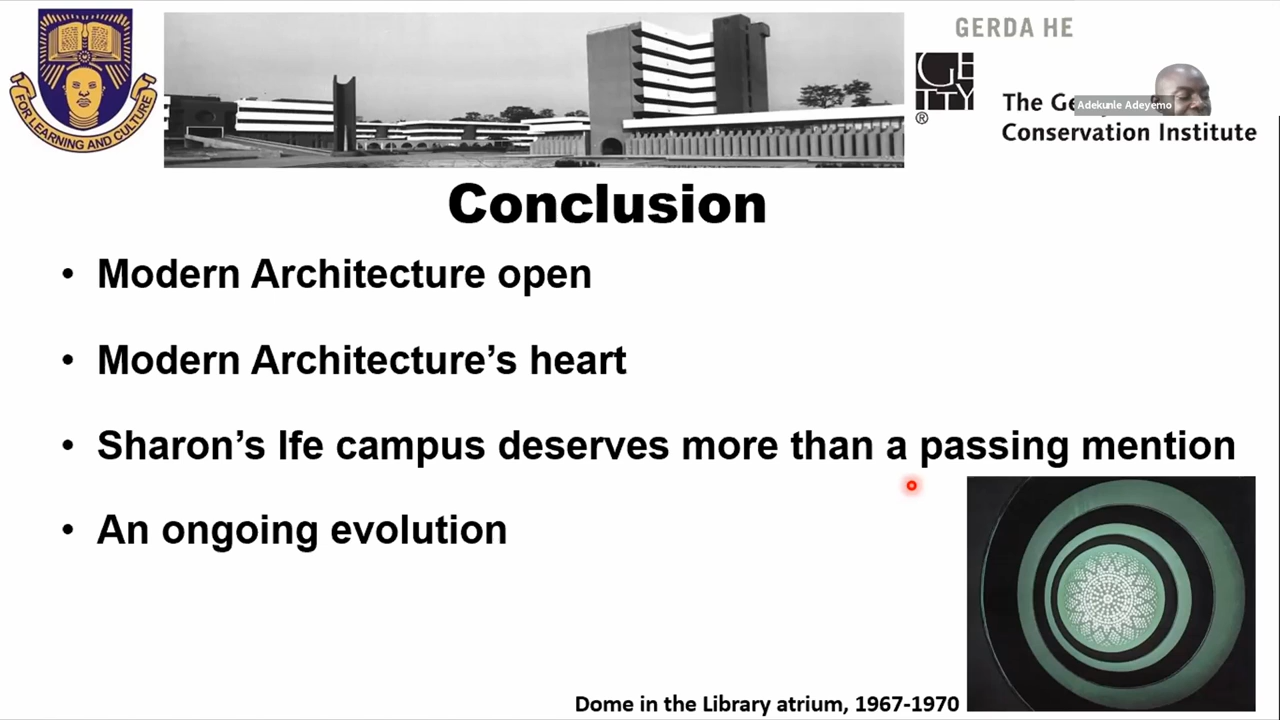 FOR LEARNING AND CULTURE
GERDA HE
GETTY
®
The Ge
Adekunle Adeyemo
Conservation Institute
Conclusion
• Modern Architecture open
• Modern Architecture’s heart
• Sharon’s Ife campus deserves more than a passing mention
• An ongoing evolution
Dome in the Library atrium, 1967-1970